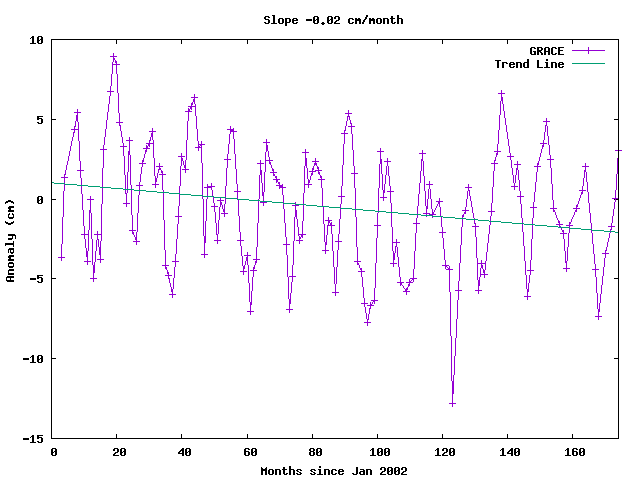 Slope -0.02 cm/month
GRACE
Trend Line
10
5
0
-5
-10
-15
Anomaly (cm)
0 20 40 60 80 100 120 140 160
Months since Jan 2002